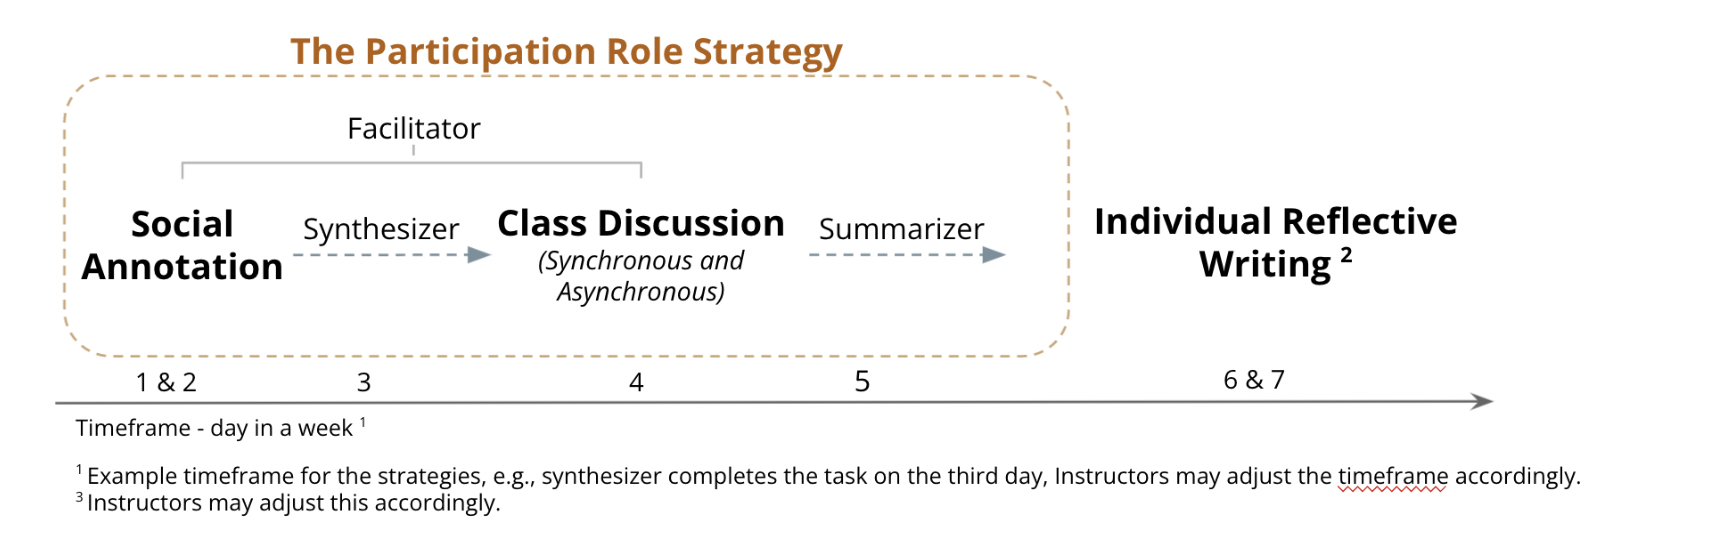 The Participation Role Strategy
Facilitator
Social
Annotation
Synthesizer
Class Discussion
(Synchronous and
Asynchronous)
Summarizer
Individual Reflective
Writing ²
1 & 2
3
4
5
6 & 7
Timeframe - day in a week ¹
¹ Example timeframe for the strategies, e.g., synthesizer completes the task on the third day, Instructors may adjust the timeframe accordingly.
³ Instructors may adjust this accordingly.